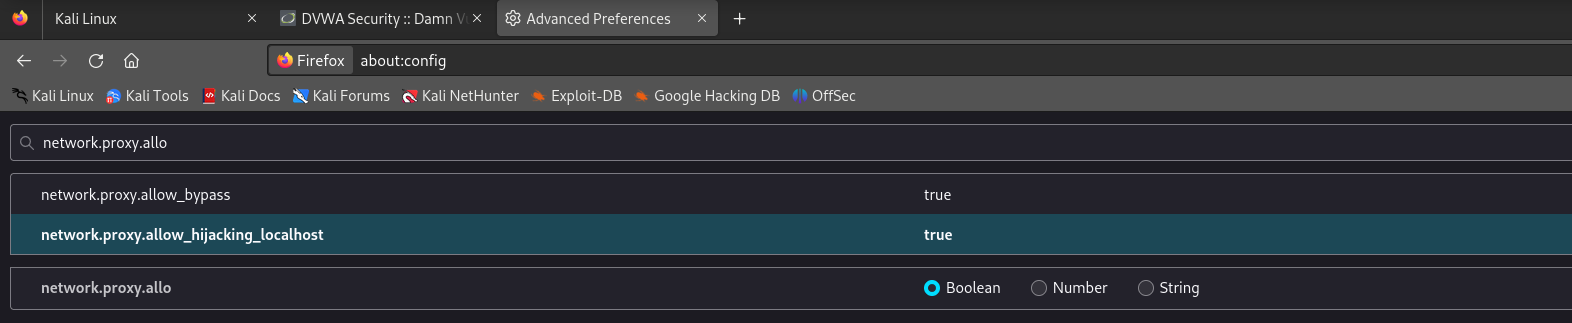 Kali Linux DVWA Security :: Damn Vu Advanced Preferences
Firefox about:config
Kali Linux Kali Tools Kali Docs Kali Forums Kali NetHunter Exploit-DB Google Hacking DB OffSec
network.proxy.allo
network.proxy.allow_bypass true
network.proxy.allow_hijacking_localhost true
network.proxy.allo Boolean Number String